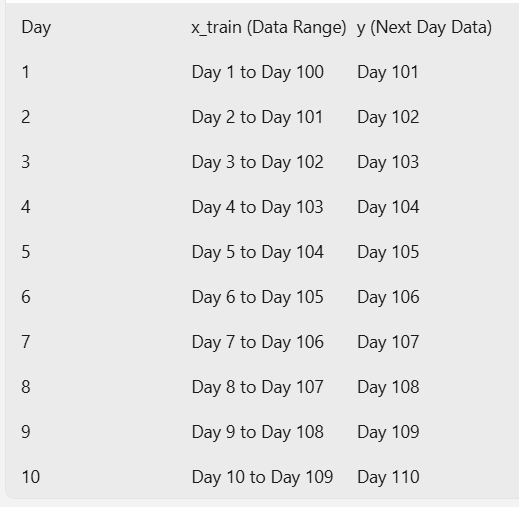 Day x_train (Data Range) y (Next Day Data)
1 Day 1 to Day 100 Day 101
2 Day 2 to Day 101 Day 102
3 Day 3 to Day 102 Day 103
4 Day 4 to Day 103 Day 104
5 Day 5 to Day 104 Day 105
6 Day 6 to Day 105 Day 106
7 Day 7 to Day 106 Day 107
8 Day 8 to Day 107 Day 108
9 Day 9 to Day 108 Day 109
10 Day 10 to Day 109 Day 110